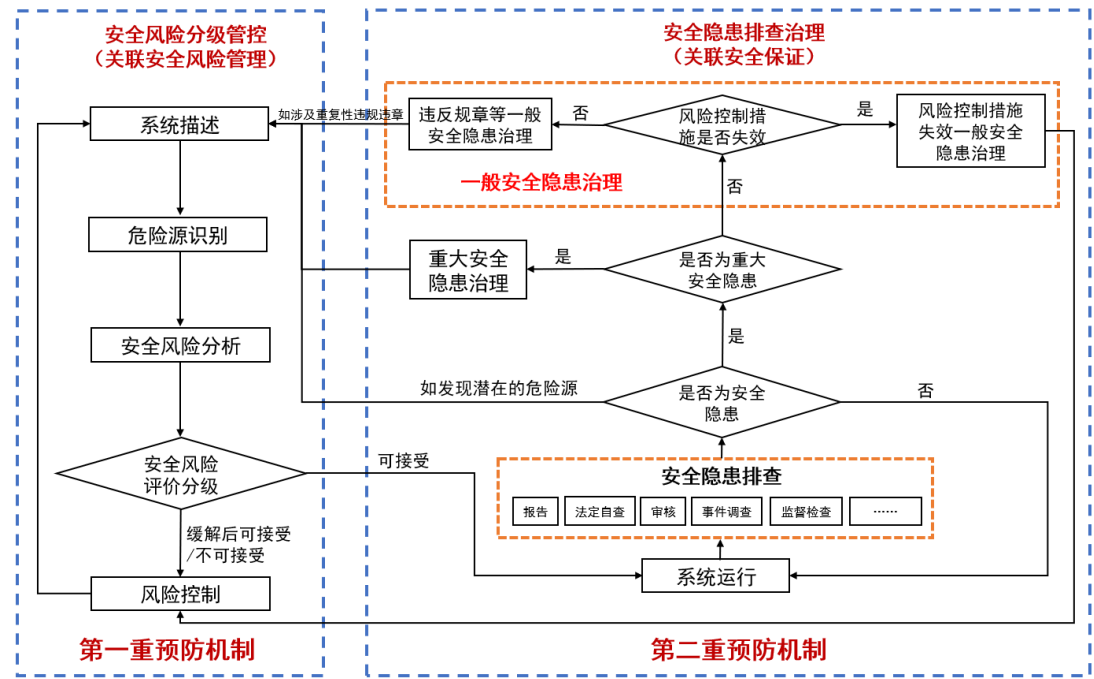 安全风险分级管控
（关联安全风险管理）
系统描述
危险源识别
安全风险分析
安全风险
评价分级
缓解后可接受
/不可接受
风险控制
第一重预防机制
安全隐患排查治理
（关联安全保证）
如涉及重复性违规违章
违反规章等一般
安全隐患治理
否
风险控制措
施是否失效
是
风险控制措施
失效一般安全
隐患治理
一般安全隐患治理
否
重大安全
隐患治理
是
是否为重大
安全隐患
是
如发现潜在的危险源
是否为安全
隐患
否
可接受
安全隐患排查
报告
法定自查
审核
事件调查
监督检查
……
系统运行
第二重预防机制